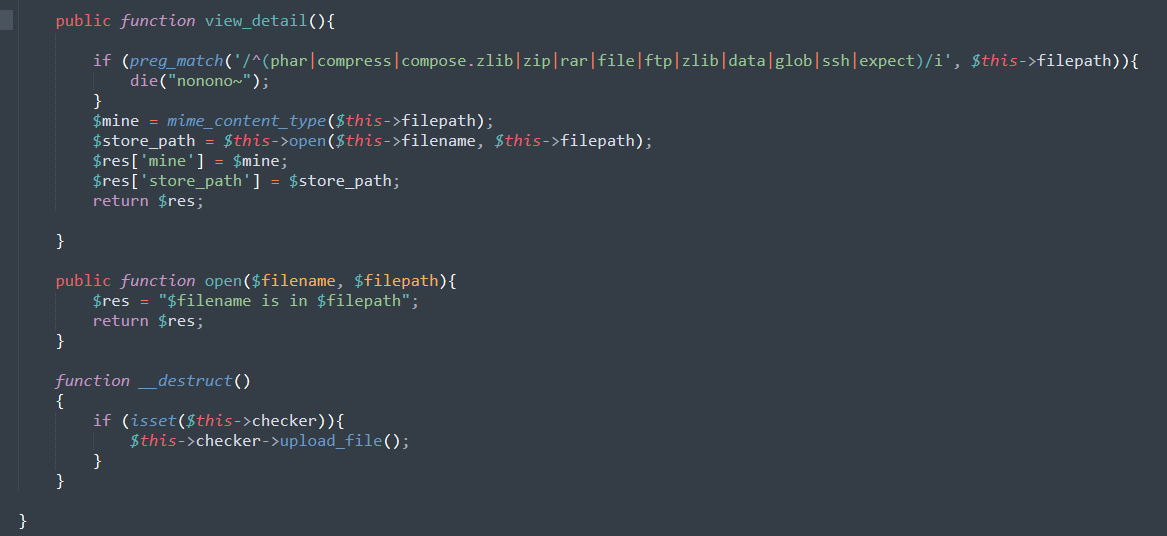 public function view_detail(){
if (preg_match('/^(phar|compress|compose.zlib|zip|rar|file|ftp|zlib|data|glob|ssh|expect)/i', $this->filepath)){
die("nonono~");
}
$mine = mime_content_type($this->filepath);
$store_path = $this->open($this->filename, $this->filepath);
$res['mine'] = $mine;
$res['store_path'] = $store_path;
return $res;
}
public function open($filename, $filepath){
$res = "$filename is in $filepath";
return $res;
}
function __destruct()
{
if (isset($this->checker)){
$this->checker->upload_file();
}
}
}